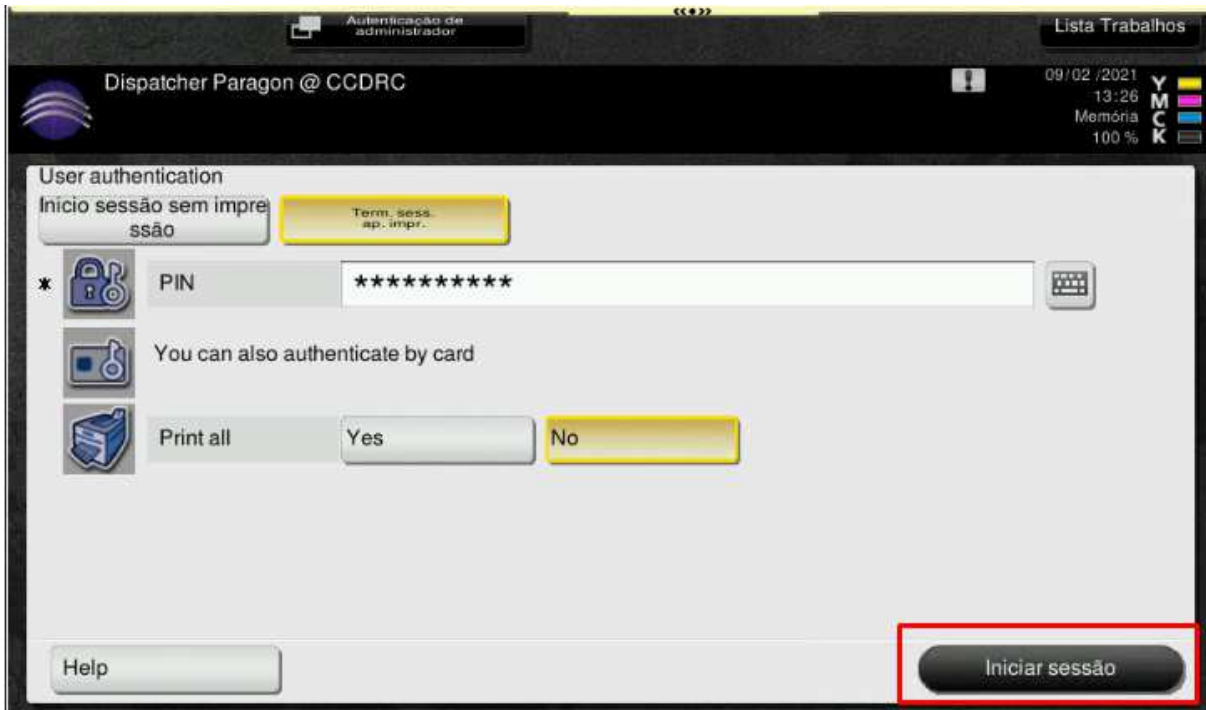 Autenticação de
administrador
Lista Trabalhos
Dispatcher Paragon @ CCDRC
09/02 /2021
13:26
Memória
100 %
Y
M
C
K
User authentication
Inicio sessão sem impre
ssão
Term. sess.
ap. impr.
* PIN **********
You can also authenticate by card
Print all Yes No
Help Iniciar sessão